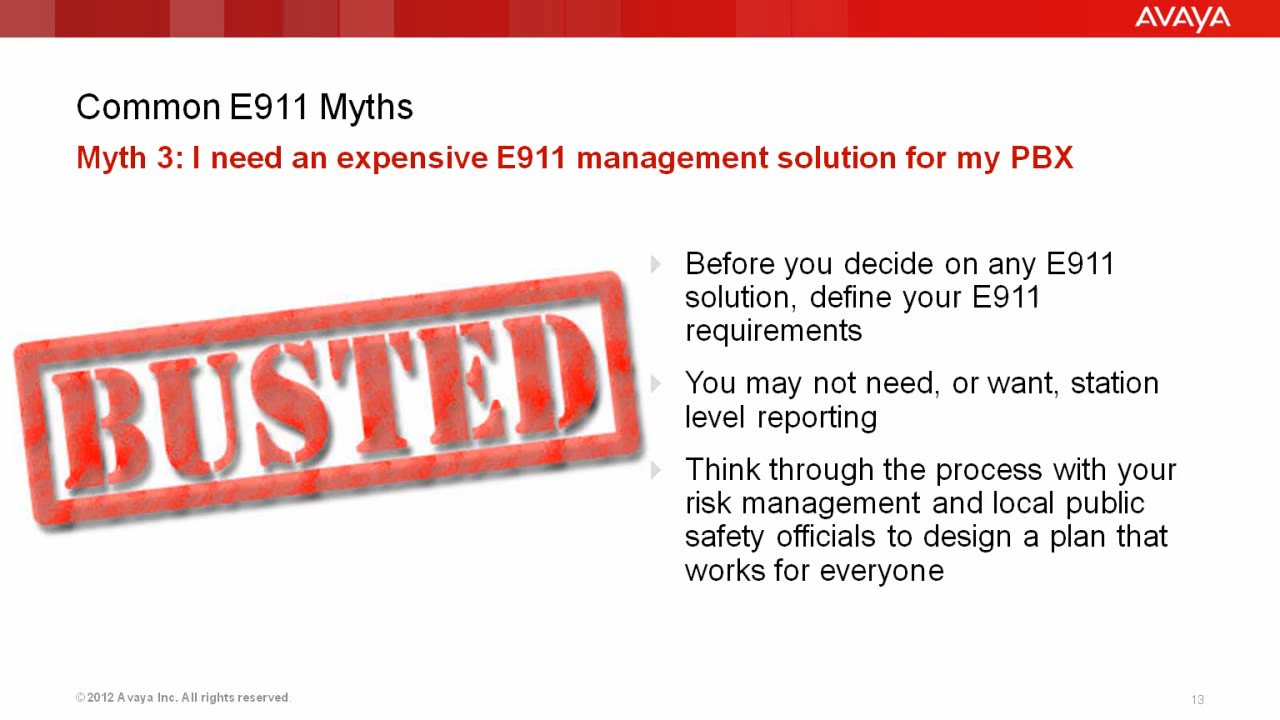 AVAYA
Common E911 Myths
Myth 3: I need an expensive E911 management solution for my PBX
BUSTED
Before you decide on any E911
solution, define your E911
requirements
You may not need, or want, station
level reporting
Think through the process with your
risk management and local public
safety officials to design a plan that
works for everyone
© 2012 Avaya Inc. All rights reserved.
13